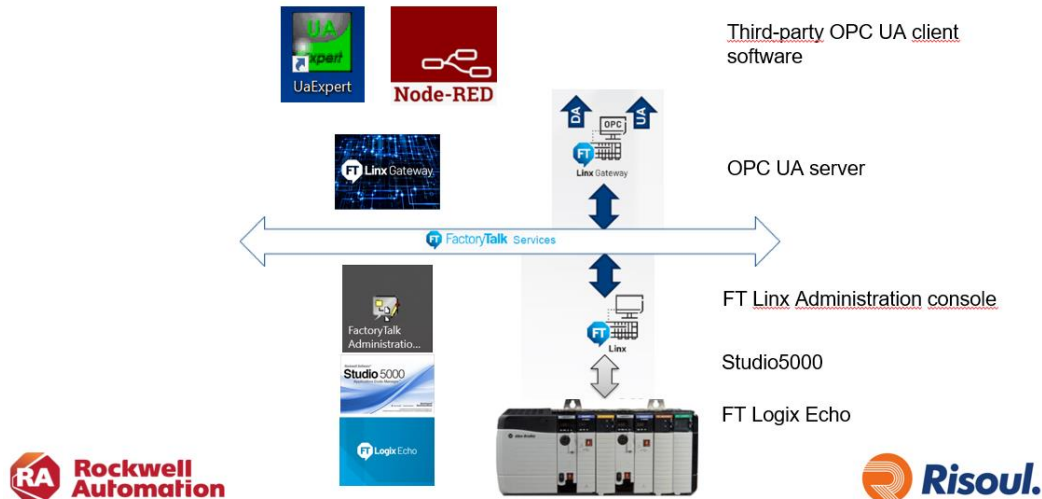 UA
Expert
UaExpert
Node-RED
Third-party OPC UA client
software
DA
UA
OPC
FT
Linx Gateway
FT Linx Gateway
OPC UA server
FT FactoryTalk Services
FT Linx Administration console
FactoryTalk
Administratio...
FT
Linx
Studio 5000
Studio5000
FT Logix Echo
FT Logix Echo
RA Rockwell
Automation
Risoul.